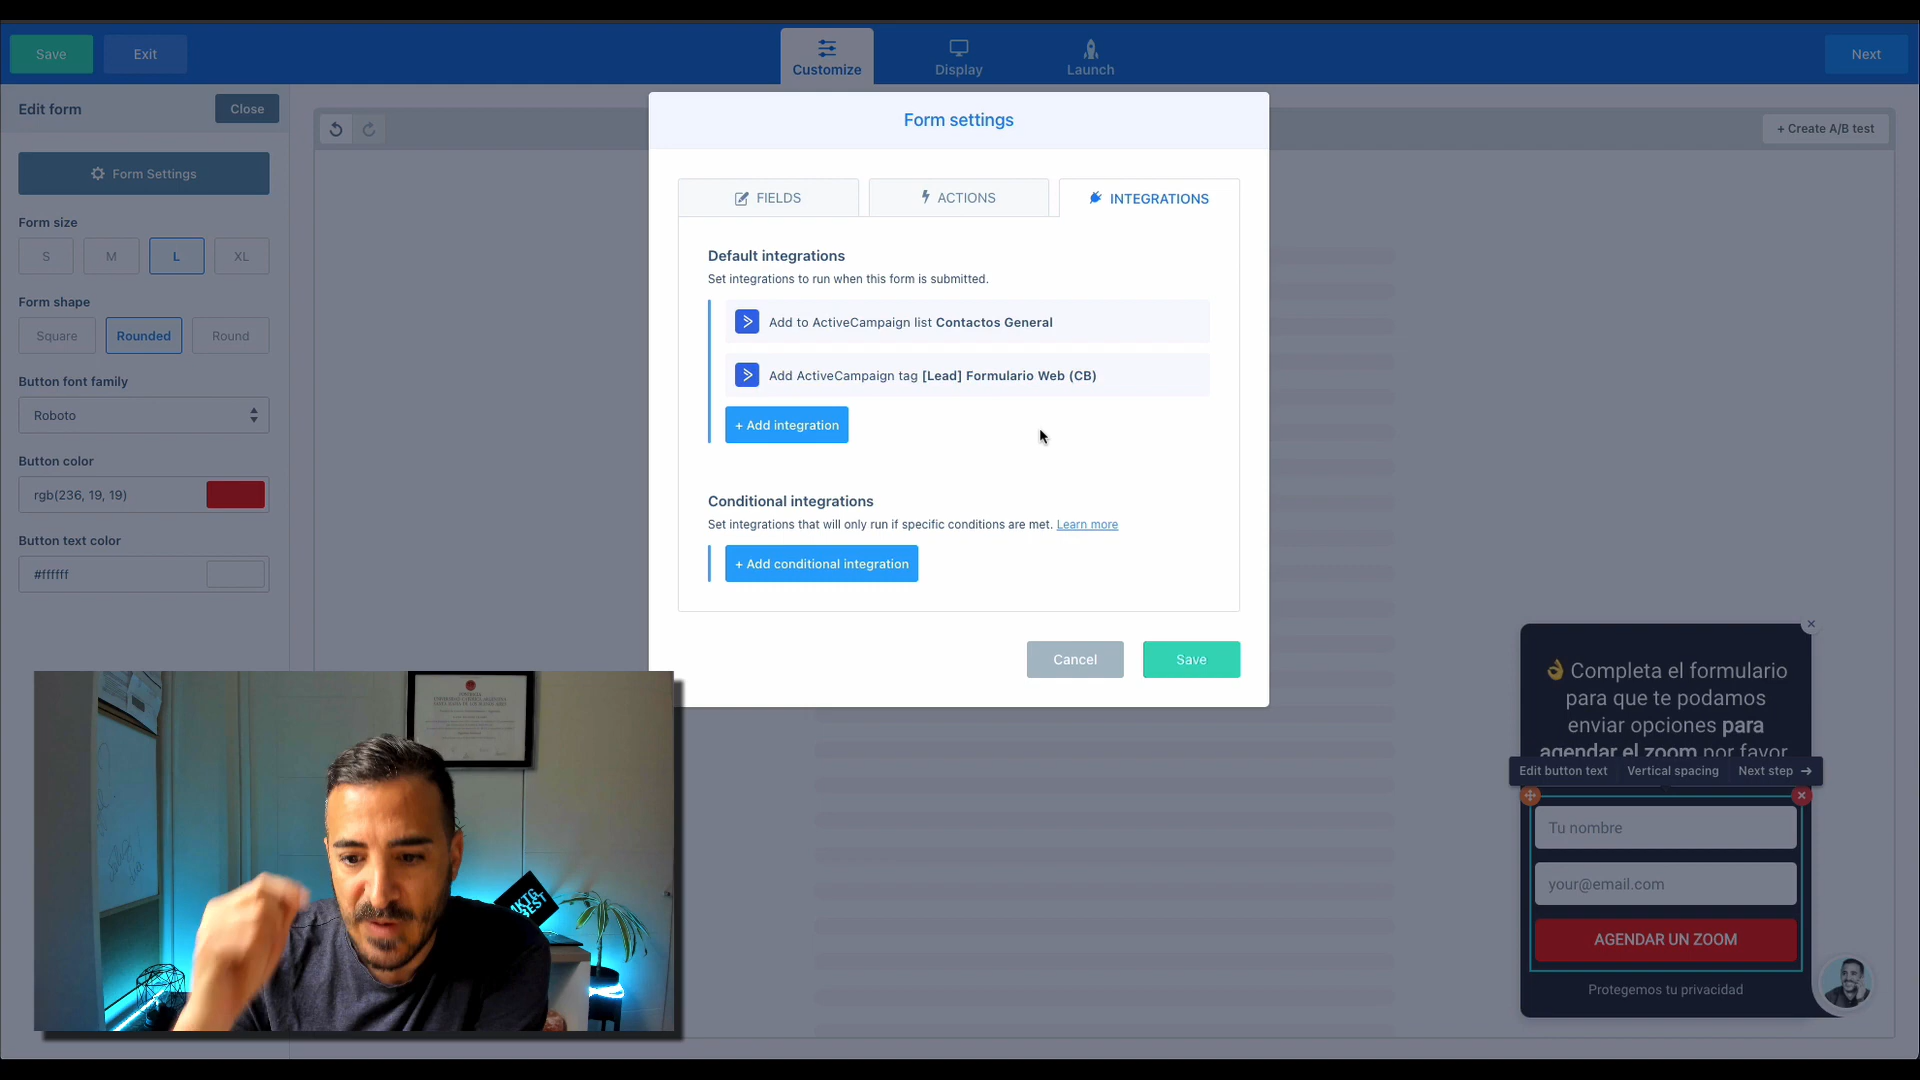 Save
Exit
Customize
Display
Launch
Next
Edit form
Close
Form Settings
Form size
S
M
L
XL
Form shape
Square
Rounded
Round
Button font family
Roboto
Button color
rgb(236, 19, 19)
Button text color
#ffffff
+ Create A/B test
Form settings
FIELDS
ACTIONS
INTEGRATIONS
Default integrations
Set integrations to run when this form is submitted.
Add to ActiveCampaign list Contactos General
Add ActiveCampaign tag [Lead] Formulario Web (CB)
+ Add integration
Conditional integrations
Set integrations that will only run if specific conditions are met. Learn more
+ Add conditional integration
Cancel
Save
👌 Completa el formulario
para que te podamos
enviar opciones para
agendar el zoom por favor
Edit button text
Vertical spacing
Next step →
Tu nombre
your@email.com
AGENDAR UN ZOOM
Protegemos tu privacidad
MKTG
BEST